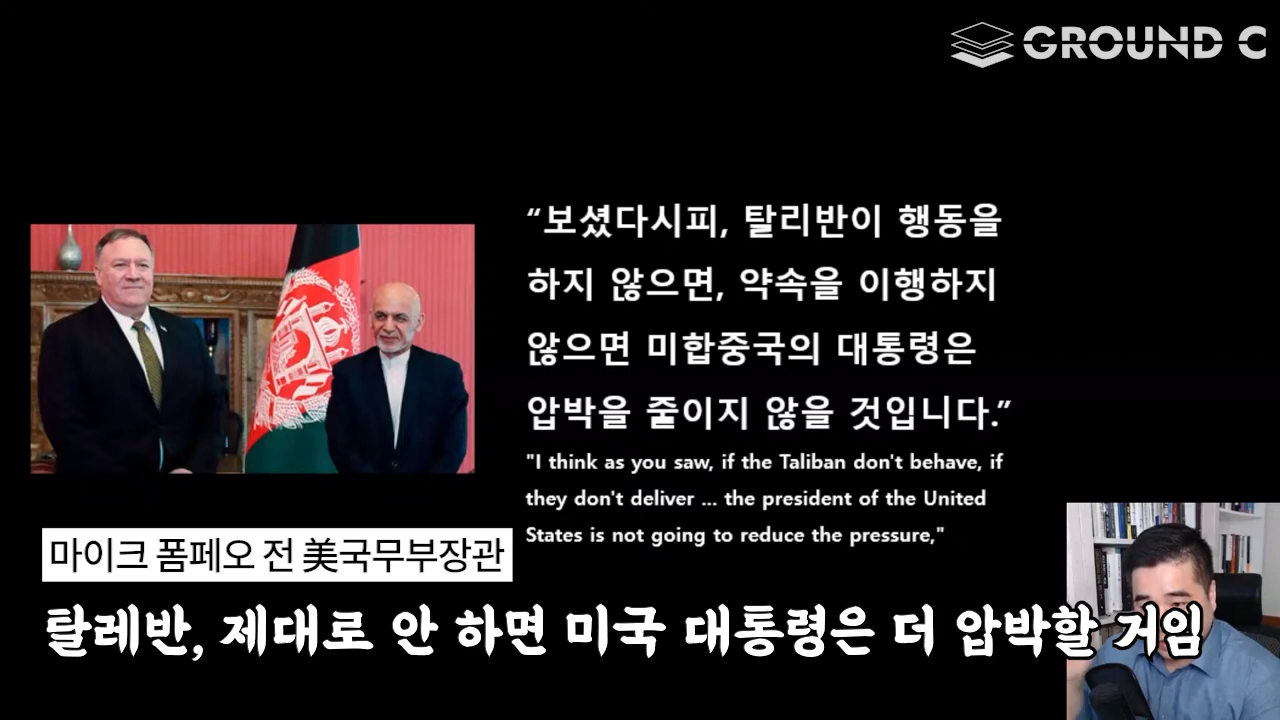 GROUND C
“보셨다시피, 탈리반이 행동을
하지 않으면, 약속을 이행하지
않으면 미합중국의 대통령은
압박을 줄이지 않을 것입니다.”
"I think as you saw, if the Taliban don't behave, if
they don't deliver ... the president of the United
States is not going to reduce the pressure,"
마이크 폼페오 전 美국무부장관
탈레반, 제대로 안 하면 미국 대통령은 더 압박할 거임